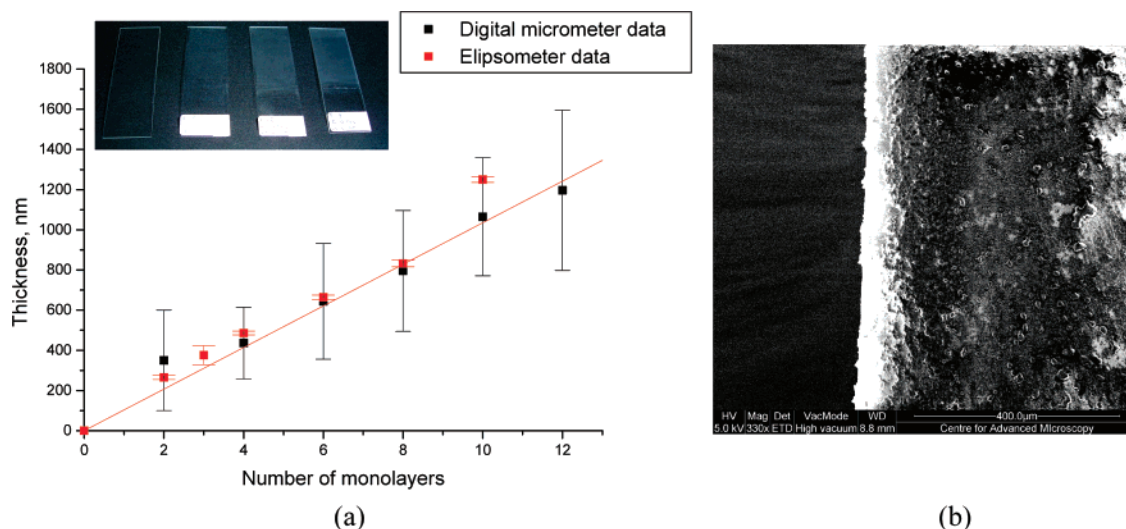 Digital micrometer data
Elipsometer data
1800
1600
1400
1200
1000
800
600
400
200
0
Thickness, nm
0 2 4 6 8 10 12
Number of monolayers
(a)
HV Mag Det VacMode WD 400.0µm
5.0 kV 330x ETD High vacuum 8.8 mm Centre for Advanced MIcroscopy
(b)